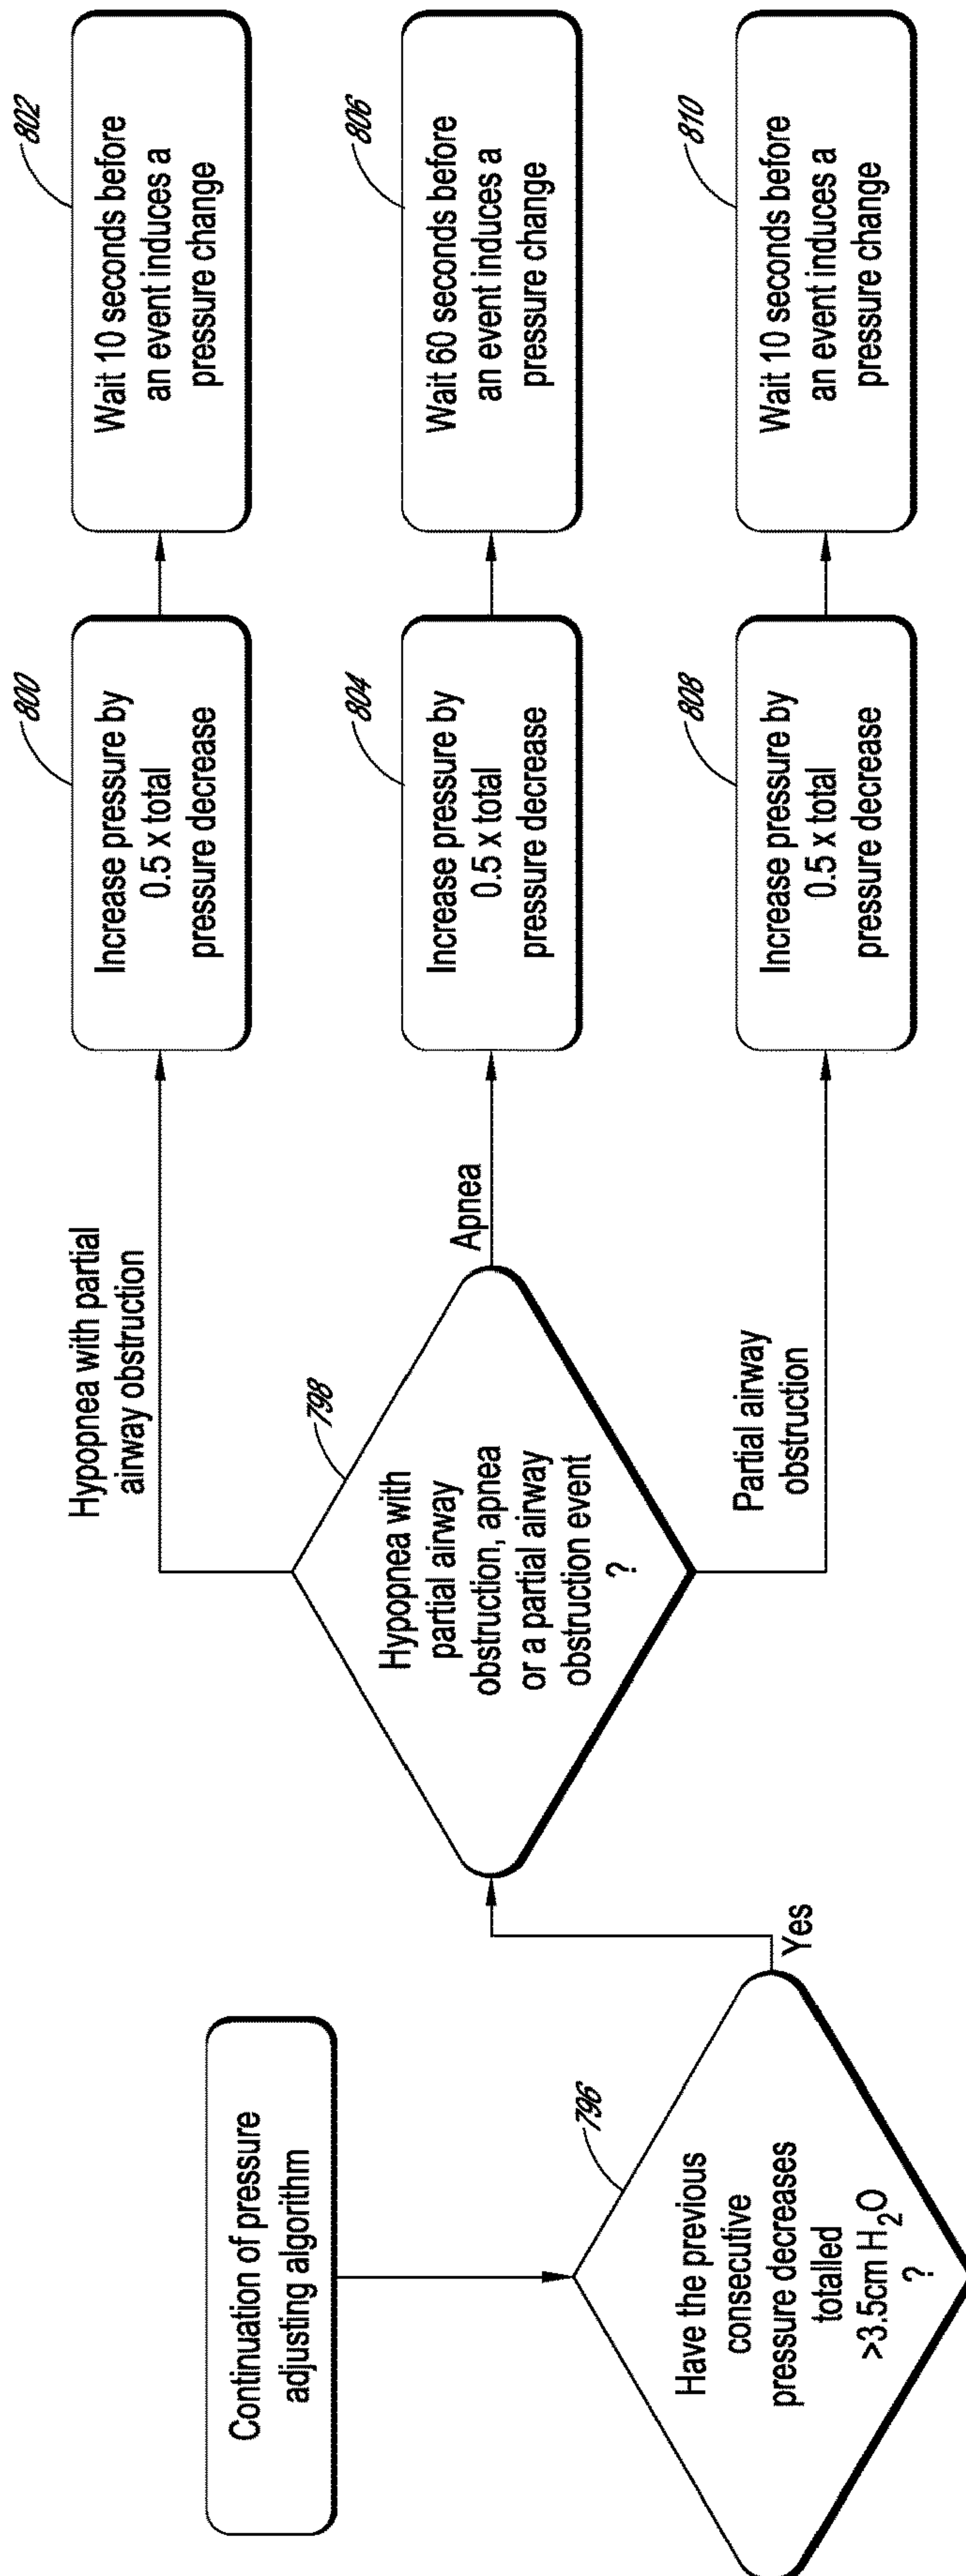 Continuation of pressure
adjusting algorithm
796
Have the previous
consecutive
pressure decreases
totalled
>3.5cm H₂O
?
Yes
798
Hypopnea with
partial airway
obstruction, apnea
or a partial airway
obstruction event
?
Hypopnea with partial
airway obstruction
800
Increase pressure by
0.5 x total
pressure decrease
802
Wait 10 seconds before
an event induces a
pressure change
Apnea
804
Increase pressure by
0.5 x total
pressure decrease
806
Wait 60 seconds before
an event induces a
pressure change
Partial airway
obstruction
808
Increase pressure by
0.5 x total
pressure decrease
810
Wait 10 seconds before
an event induces a
pressure change